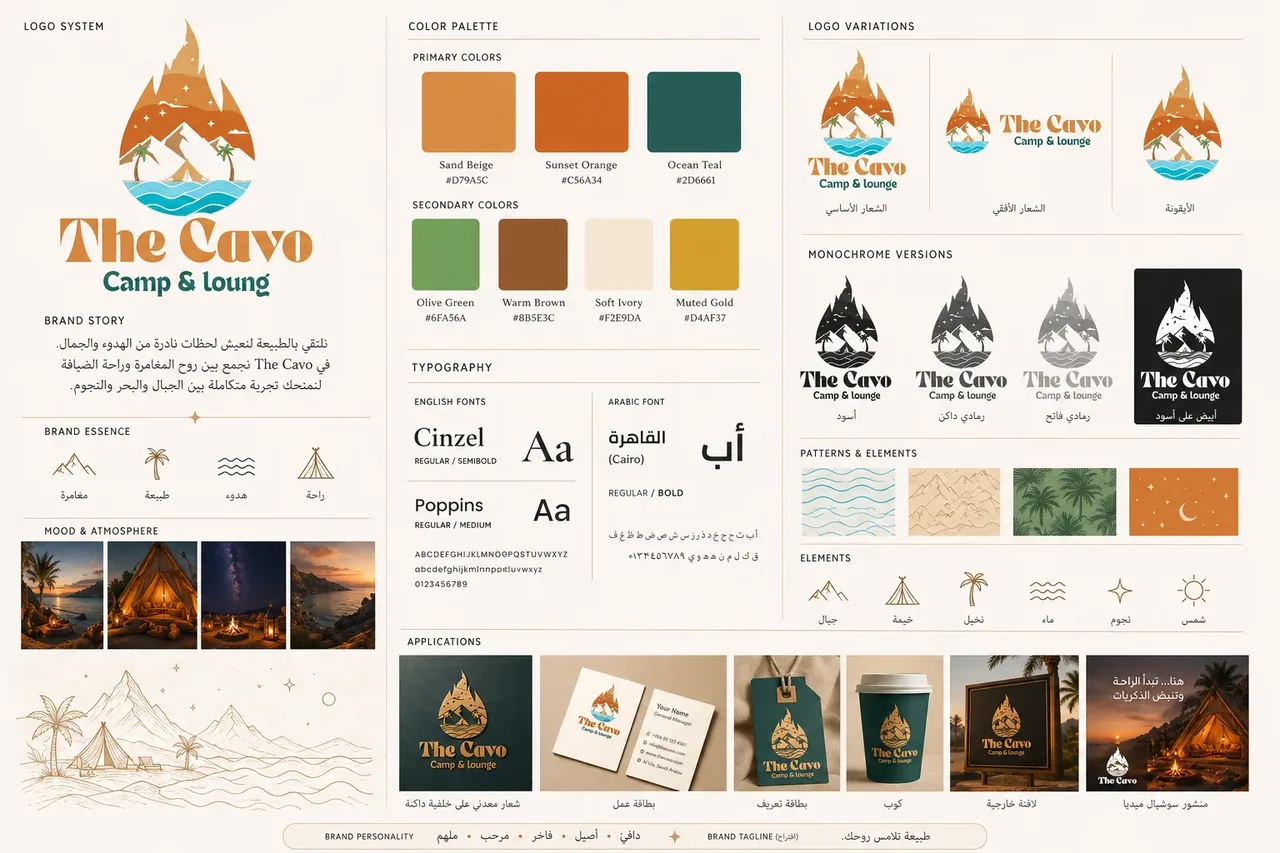 LOGO SYSTEM
The Cavo
Camp & loung
BRAND STORY
نلتقي بالطبيعة لنعيش لحظات نادرة من الهدوء والجمال.
في The Cavo نجمع بين روح المغامرة وراحة الضيافة
لنمنحك تجربة متكاملة بين الجبال والبحر والنجوم.
BRAND ESSENCE
مغامرة
طبيعة
هدوء
راحة
MOOD & ATMOSPHERE
COLOR PALETTE
PRIMARY COLORS
Sand Beige
#D79A5C
Sunset Orange
#C56A34
Ocean Teal
#2D6661
SECONDARY COLORS
Olive Green
#6FA56A
Warm Brown
#8B5E3C
Soft Ivory
#F2E9DA
Muted Gold
#D4AF37
TYPOGRAPHY
ENGLISH FONTS
Cinzel
REGULAR / SEMIBOLD
Aa
Poppins
REGULAR / MEDIUM
Aa
0123456789
ARABIC FONT
القاهرة
(Cairo)
أب
REGULAR / BOLD
LOGO VARIATIONS
The Cavo
Camp & lounge
الشعار الأساسي
The Cavo
Camp & lounge
الشعار الأفقي
الأيقونة
MONOCHROME VERSIONS
The Cavo
Camp & lounge
أسود
The Cavo
Camp & lounge
رمادي داكن
The Cavo
Camp & lounge
رمادي فاتح
The Cavo
Camp & lounge
أبيض على أسود
PATTERNS & ELEMENTS
ELEMENTS
جبال
خيمة
نخيل
ماء
نجوم
شمس
APPLICATIONS
The Cavo
Camp & lounge
شعار معدني على خلفية داكنة
The Cavo
Camp & lounge
Your Name
General Manager
بطاقة عمل
The Cavo
Camp & lounge
بطاقة تعريف
The Cavo
Camp & lounge
كوب
The Cavo
Camp & lounge
لافتة خارجية
هنا... تبدأ الراحة
وتنبض الذكريات
The Cavo
منشور سوشيال ميديا
BRAND PERSONALITY
دافئ • أصيل • فاخر • مرحب • ملهم
BRAND TAGLINE (اقتراح)
طبيعة تلامس روحك.